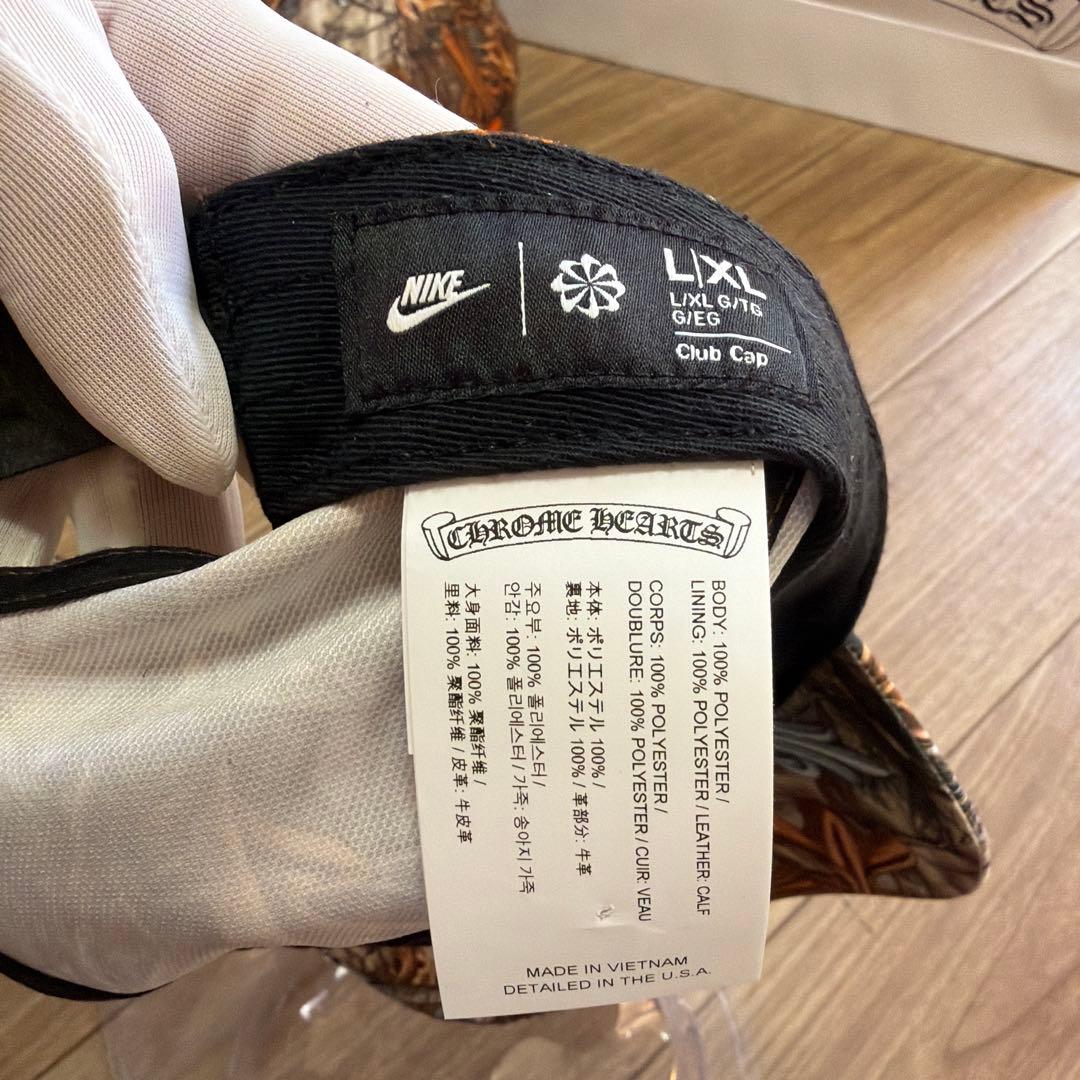 NIKE
L/XL
L/XL G/TG
G/EG
Club Cap
CHROME HEARTS
BODY: 100% POLYESTER /
LINING: 100% POLYESTER / LEATHER: CALF
CORPS: 100% POLYESTER /
DOUBLURE: 100% POLYESTER / CUIR: VEAU
本体: ポリエステル 100% /
裏地: ポリエステル 100% / 革部分: 牛革
주요부: 100% 폴리에스터 /
안감: 100% 폴리에스터 / 가죽: 송아지 가죽
大身面料: 100% 聚酯纤维 /
里料: 100% 聚酯纤维 / 皮革: 牛皮革
MADE IN VIETNAM
DETAILED IN THE U.S.A.